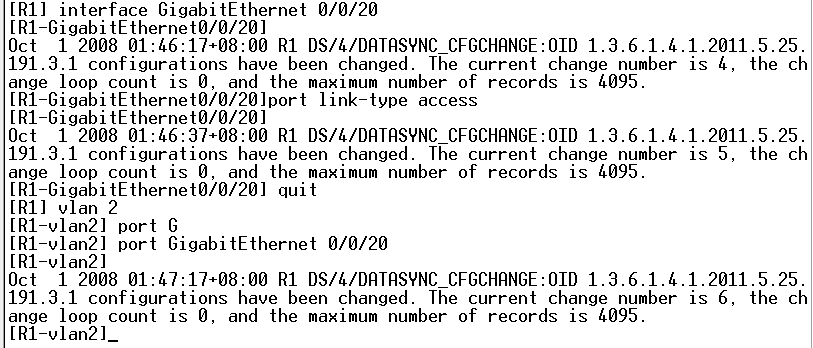 [R1] interface GigabitEthernet 0/0/20
[R1-GigabitEthernet0/0/20]
Oct  1 2008 01:46:17+08:00 R1 DS/4/DATASYNC_CFGCHANGE:OID 1.3.6.1.4.1.2011.5.25.
191.3.1 configurations have been changed. The current change number is 4, the ch
ange loop count is 0, and the maximum number of records is 4095.
[R1-GigabitEthernet0/0/20]port link-type access
[R1-GigabitEthernet0/0/20]
Oct  1 2008 01:46:37+08:00 R1 DS/4/DATASYNC_CFGCHANGE:OID 1.3.6.1.4.1.2011.5.25.
191.3.1 configurations have been changed. The current change number is 5, the ch
ange loop count is 0, and the maximum number of records is 4095.
[R1-GigabitEthernet0/0/20] quit
[R1] vlan 2
[R1-vlan2] port G
[R1-vlan2] port GigabitEthernet 0/0/20
[R1-vlan2]
Oct  1 2008 01:47:17+08:00 R1 DS/4/DATASYNC_CFGCHANGE:OID 1.3.6.1.4.1.2011.5.25.
191.3.1 configurations have been changed. The current change number is 6, the ch
ange loop count is 0, and the maximum number of records is 4095.
[R1-vlan2]_